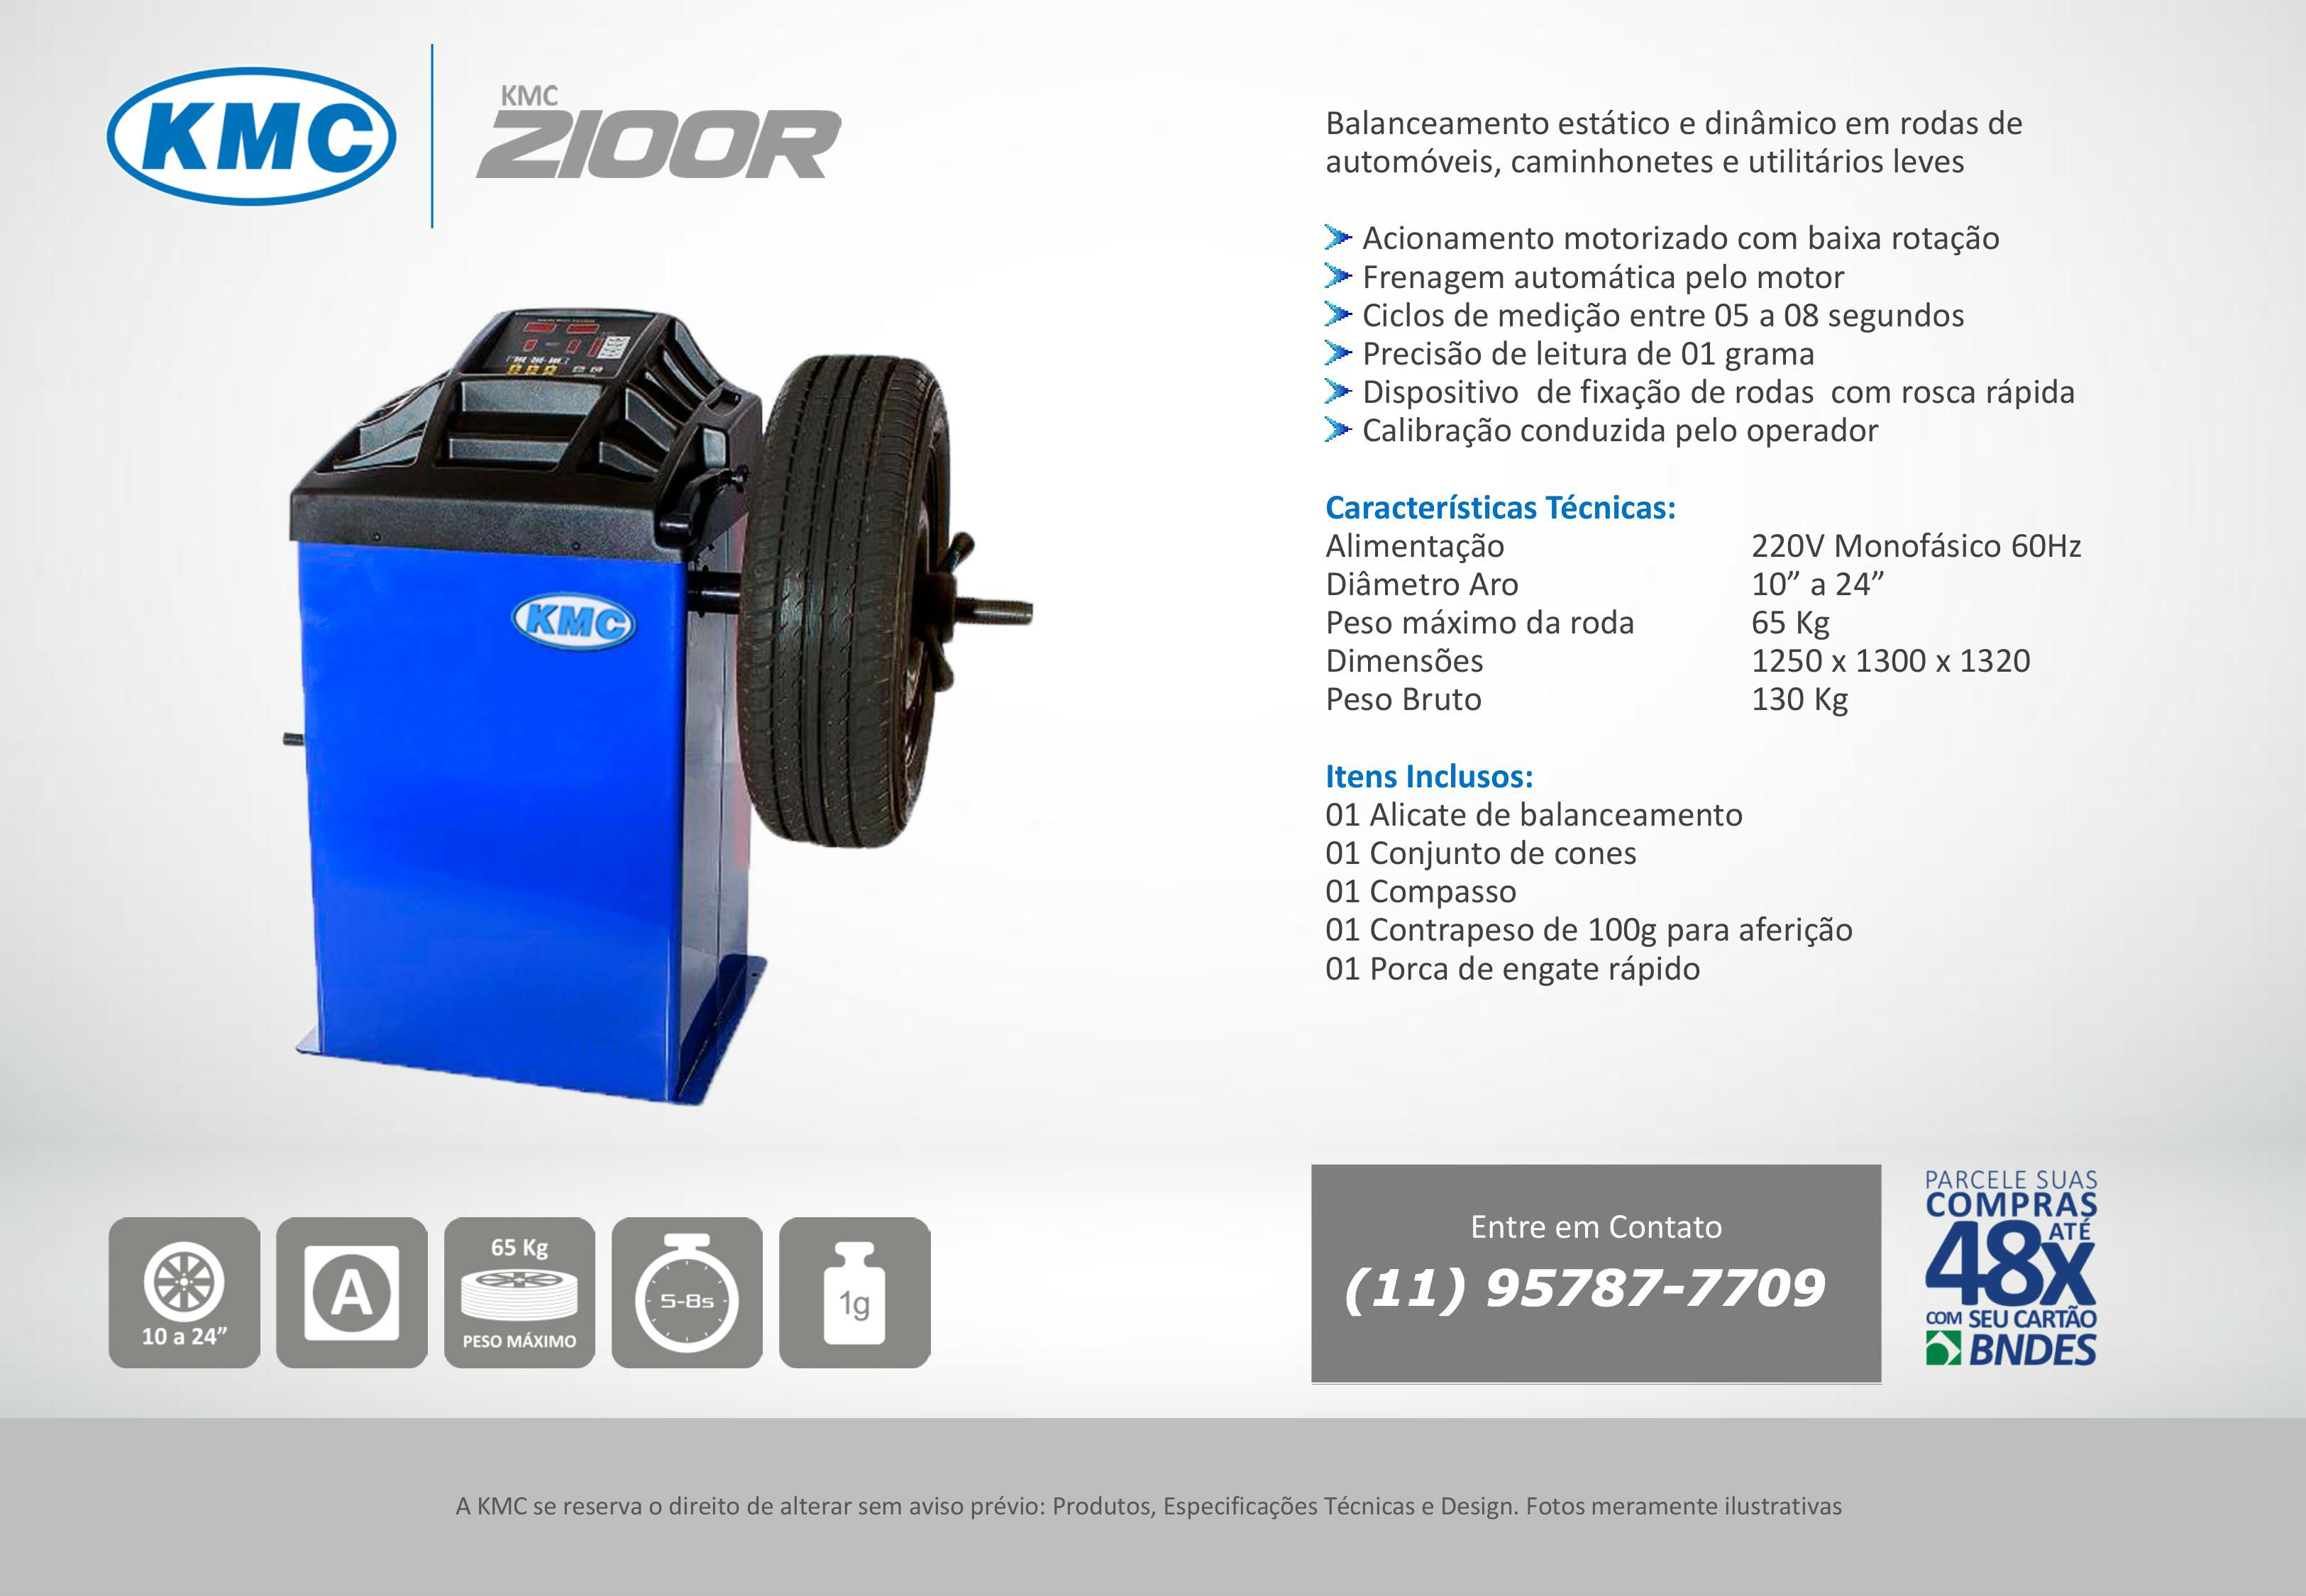 KMC
KMC
Z100R
Balanceamento estático e dinâmico em rodas de
automóveis, caminhonetes e utilitários leves
Acionamento motorizado com baixa rotação
Frenagem automática pelo motor
Ciclos de medição entre 05 a 08 segundos
Precisão de leitura de 01 grama
Dispositivo de fixação de rodas com rosca rápida
Calibração conduzida pelo operador
Características Técnicas:
Alimentação 220V Monofásico 60Hz
Diâmetro Aro 10” a 24”
Peso máximo da roda 65 Kg
Dimensões 1250 x 1300 x 1320
Peso Bruto 130 Kg
Itens Inclusos:
01 Alicate de balanceamento
01 Conjunto de cones
01 Compasso
01 Contrapeso de 100g para aferição
01 Porca de engate rápido
KMC
10 a 24”
A
65 Kg
PESO MÁXIMO
5-8s
1g
Entre em Contato
(11) 95787-7709
PARCELE SUAS
COMPRAS
ATÉ
48x
COM SEU CARTÃO
BNDES
A KMC se reserva o direito de alterar sem aviso prévio: Produtos, Especificações Técnicas e Design. Fotos meramente ilustrativas